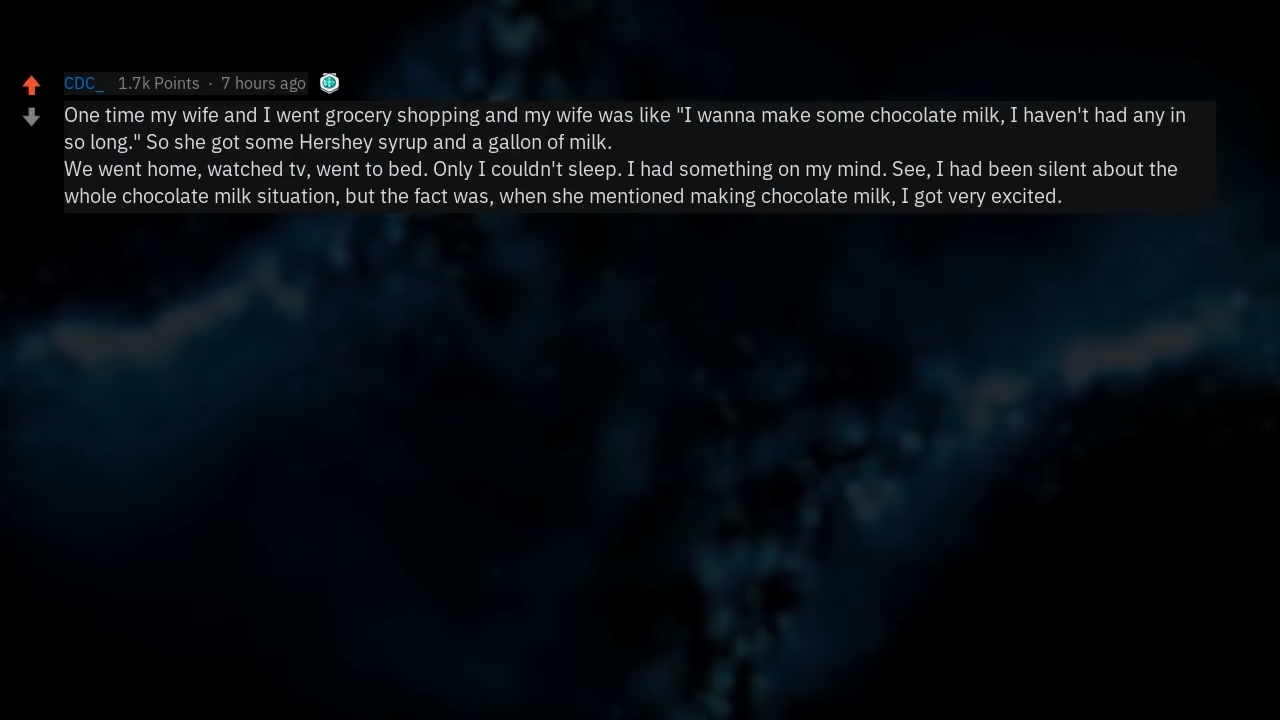 CDC_ 1.7k Points · 7 hours ago
One time my wife and I went grocery shopping and my wife was like "I wanna make some chocolate milk, I haven't had any in
so long." So she got some Hershey syrup and a gallon of milk.
We went home, watched tv, went to bed. Only I couldn't sleep. I had something on my mind. See, I had been silent about the
whole chocolate milk situation, but the fact was, when she mentioned making chocolate milk, I got very excited.